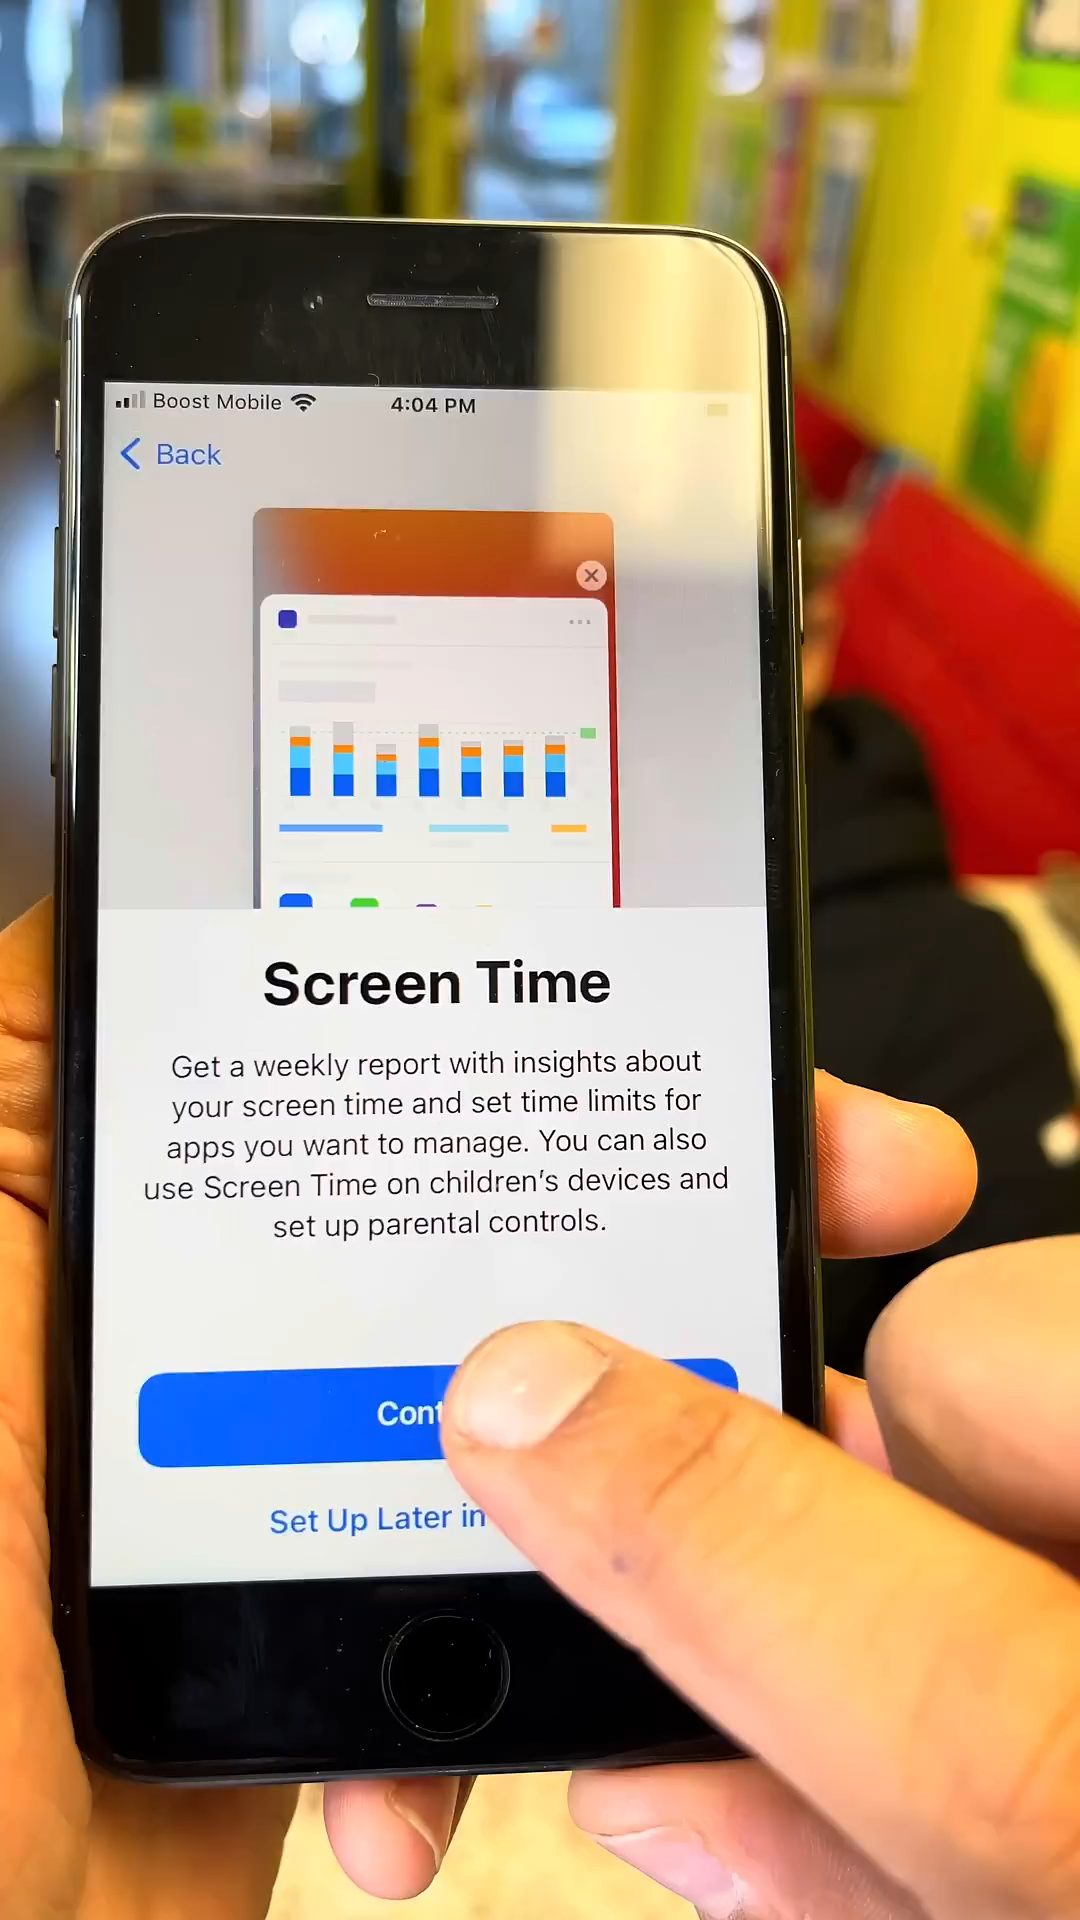 Boost Mobile
4:04 PM
Back
Screen Time
Get a weekly report with insights about
your screen time and set time limits for
apps you want to manage. You can also
use Screen Time on children's devices and
set up parental controls.
Cont
Set Up Later in